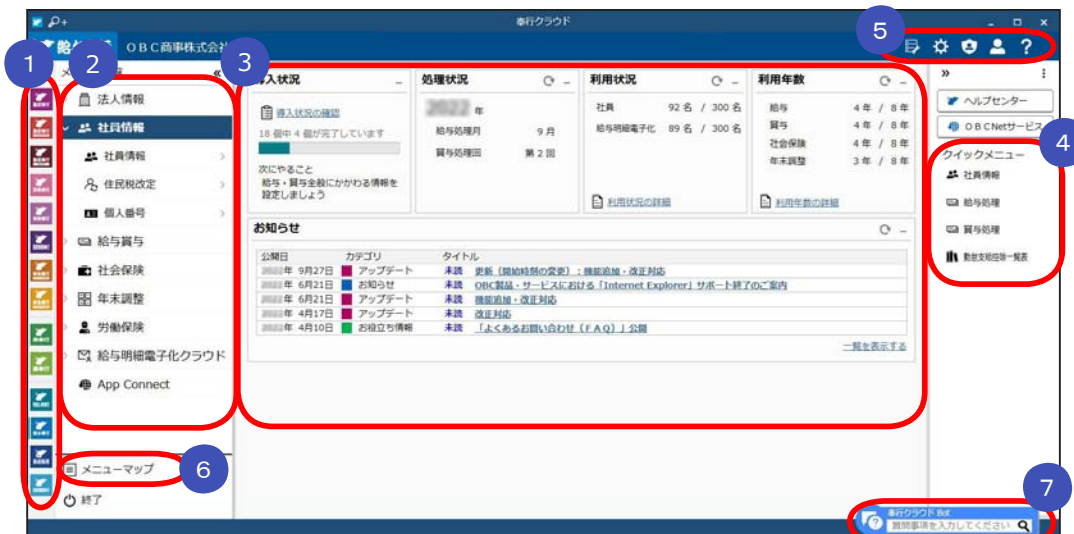 奉行クラウド
OBC商事株式会社
5
1
2
3
«
導入状況
処理状況
利用状況
利用年数
»
法人情報
社員情報
社員情報
住民税改定
個人番号
給与賞与
社会保険
年末調整
労働保険
給与明細電子化クラウド
App Connect
メニューマップ
6
終了
導入状況の確認
18 個中 4 個が完了しています
次にやること
給与・賞与全般にかかわる情報を
設定しましょう
2022 年
給与処理月 9 月
賞与処理回 第 2 回
社員 92 名 / 300 名
給与明細電子化 89 名 / 300 名
利用状況の詳細
給与 4 年 / 8 年
賞与 4 年 / 8 年
社会保険 4 年 / 8 年
年末調整 3 年 / 8 年
利用年数の詳細
お知らせ
公開日 カテゴリ タイトル
年 9月27日 アップデート 未読 更新（開始時刻の変更）：機能追加・改正対応
年 6月21日 お知らせ 未読 OBC製品・サービスにおける「Internet Explorer」サポート終了のご案内
年 6月21日 アップデート 未読 機能追加・改正対応
年 4月17日 アップデート 未読 改正対応
年 4月10日 お役立ち情報 未読 「よくあるお問い合わせ（FAQ）」公開
一覧を表示する
ヘルプセンター
OBCNetサービス
4
クイックメニュー
社員情報
給与処理
賞与処理
勤怠支給控除一覧表
7
奉行クラウド Bot
質問事項を入力してください